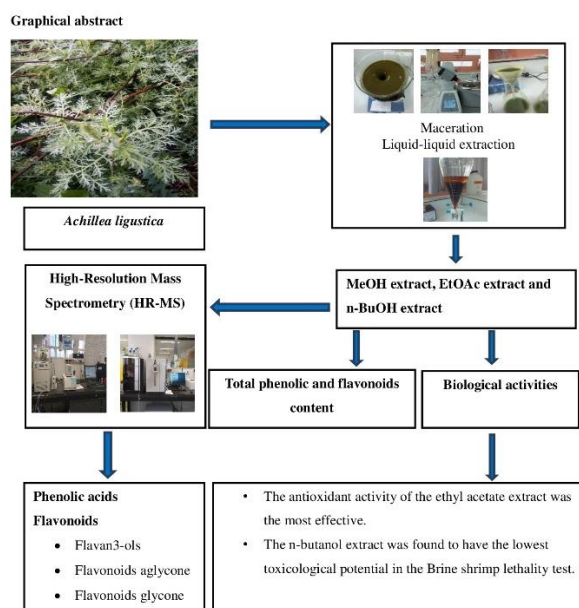 Graphical abstract
Maceration
Liquid-liquid extraction
Achillea ligustica
High-Resolution Mass
Spectrometry (HR-MS)
MeOH extract, EtOAc extract and
n-BuOH extract
Total phenolic and flavonoids
content
Biological activities
Phenolic acids
Flavonoids
• Flavan3-ols
• Flavonoids aglycone
• Flavonoids glycone
• The antioxidant activity of the ethyl acetate extract was
the most effective.
• The n-butanol extract was found to have the lowest
toxicological potential in the Brine shrimp lethality test.